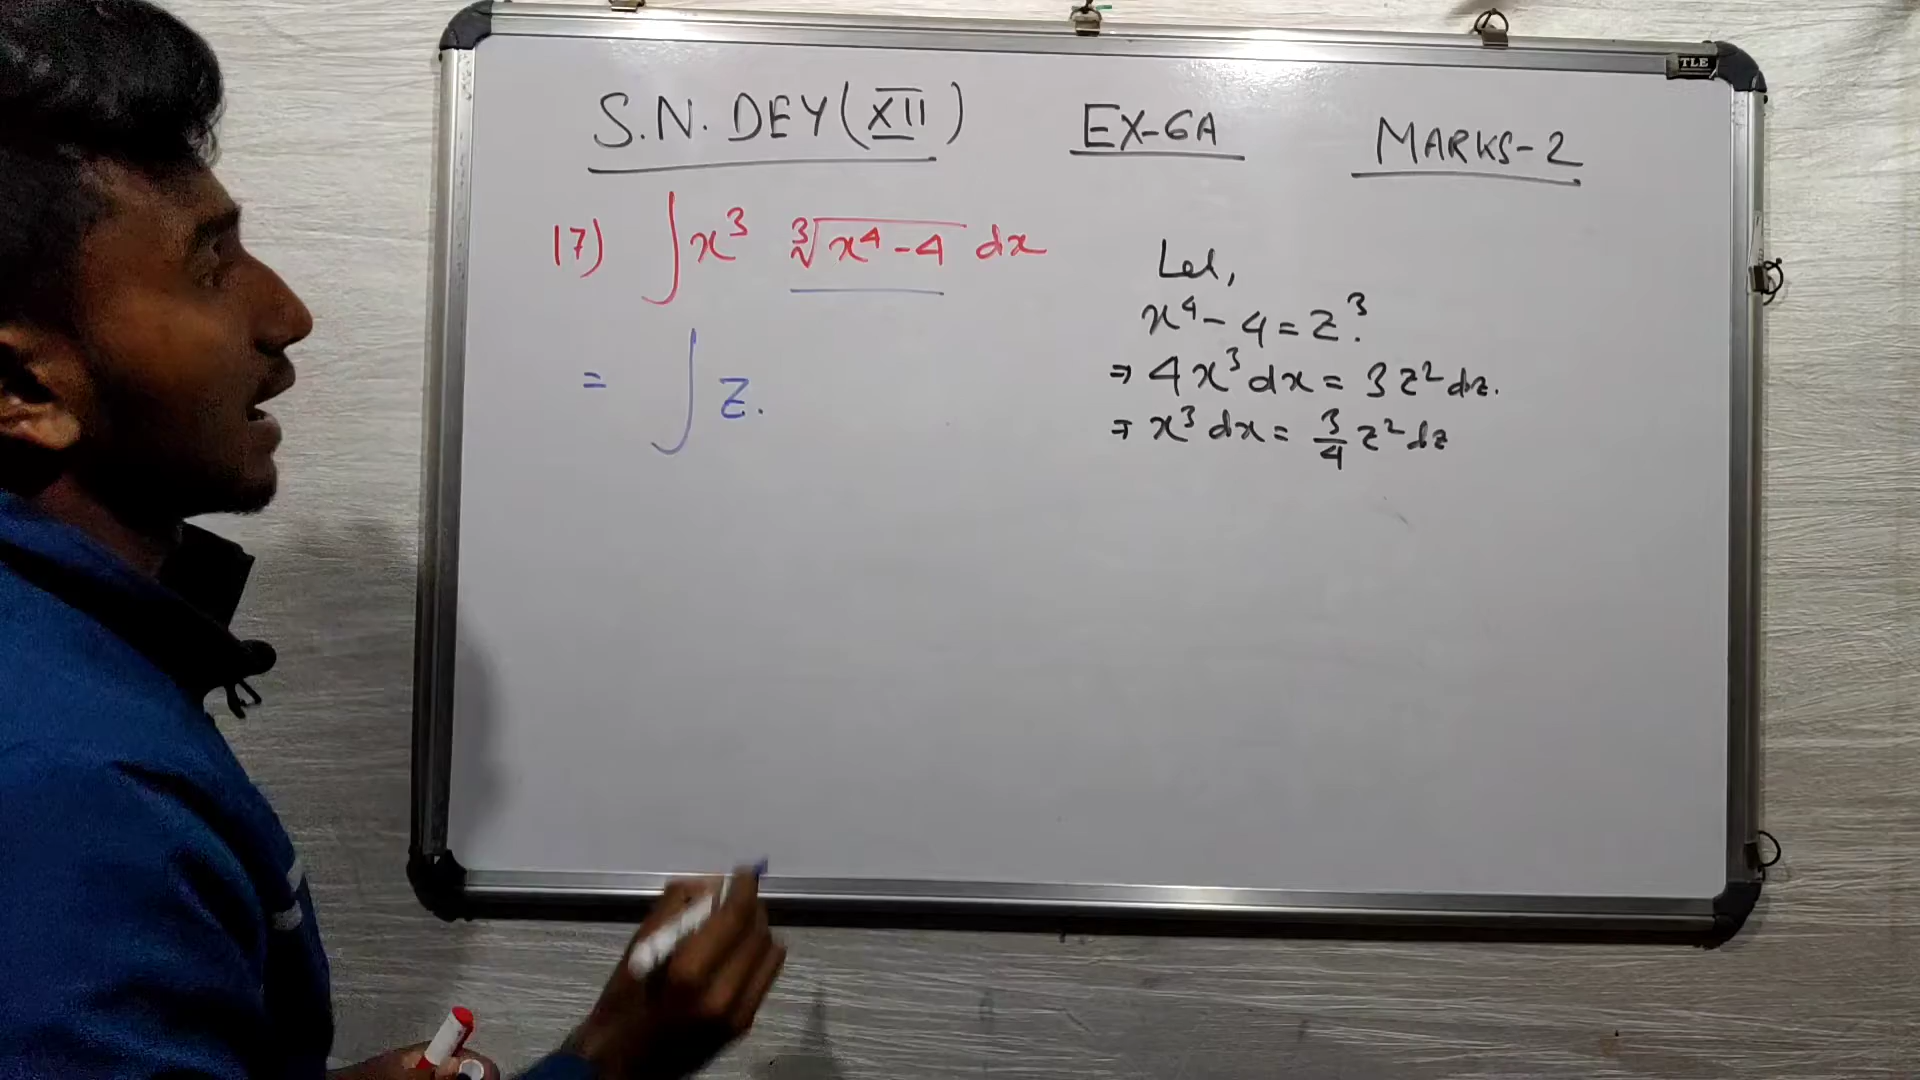 S.N. DEY (XII) EX-6A MARKS-2
17) ∫x³ ∛(x⁴-4) dx
= ∫ z.
Let,
x⁴-4 = z³.
⇒ 4x³dx = 3z²dz.
⇒ x³dx = 3/4 z²dz
TLE